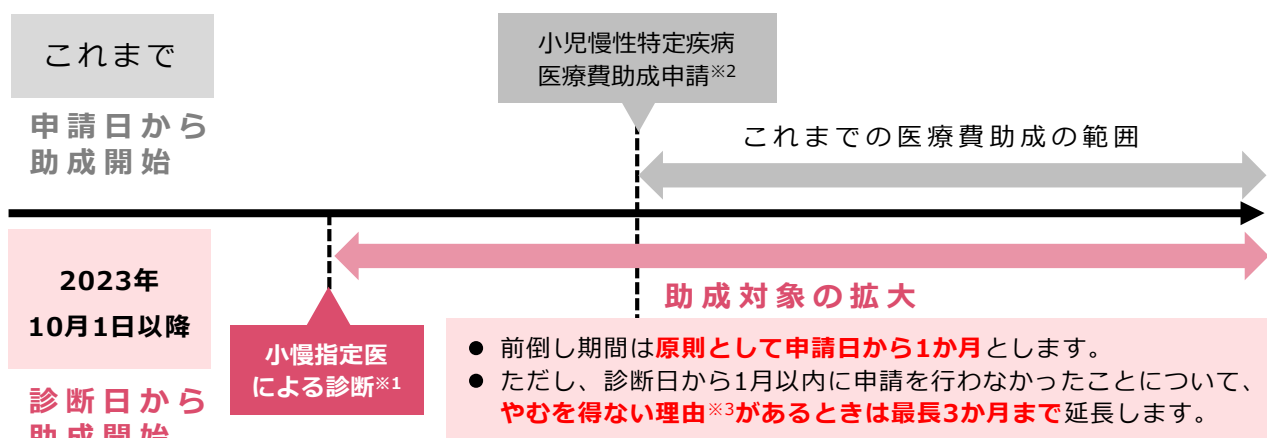 これまで
申請日から
助成開始
小児慢性特定疾病
医療費助成申請※2
これまでの医療費助成の範囲
2023年
10月1日以降
診断日から
助成開始
小慢指定医
による診断※1
助成対象の拡大
● 前倒し期間は原則として申請日から1か月とします。
● ただし、診断日から1月以内に申請を行わなかったことについて、
やむを得ない理由※3があるときは最長3か月まで延長します。